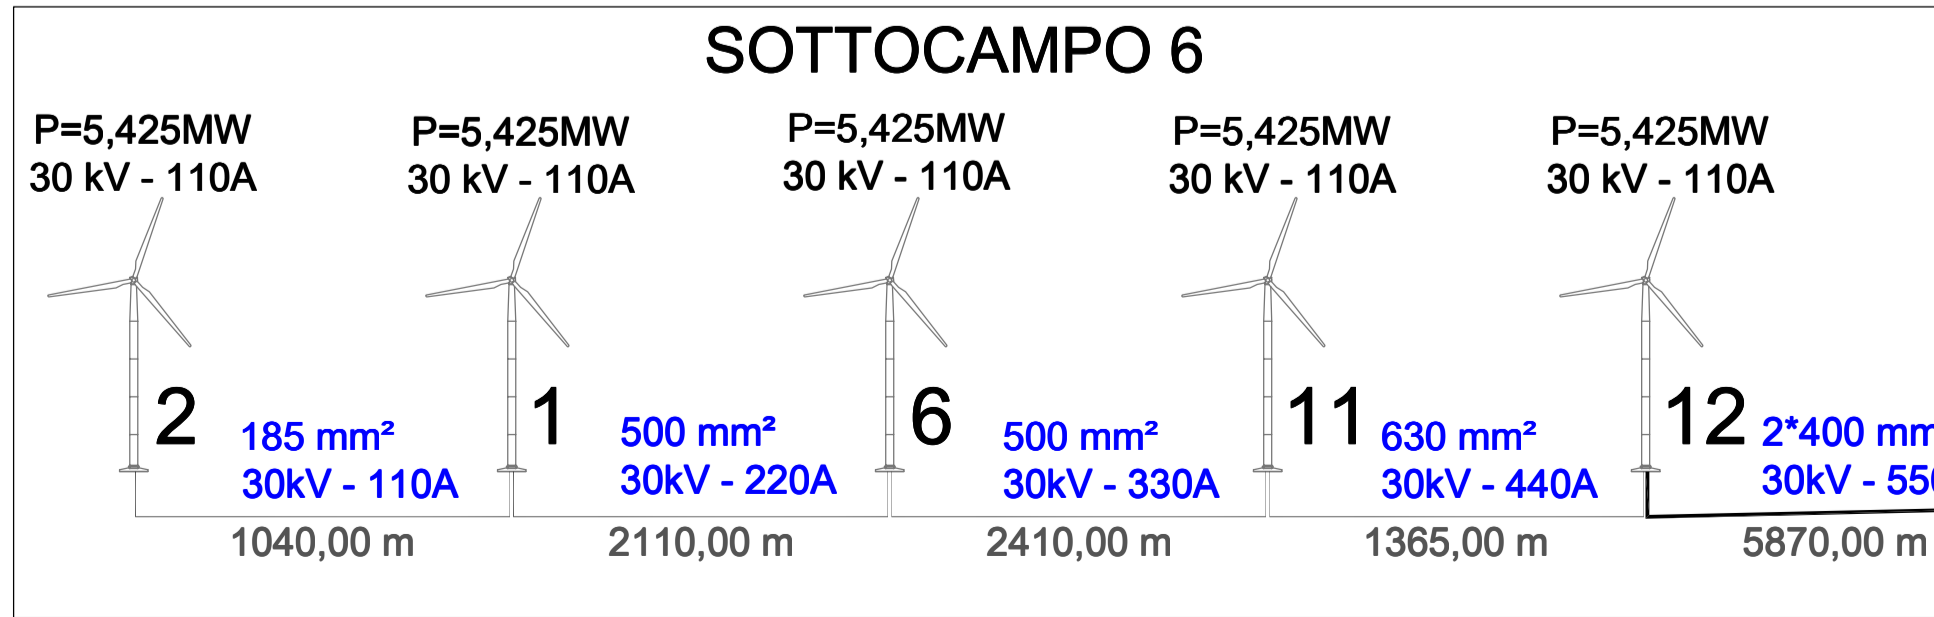 SOTTOCAMPO 6
P=5,425MW
30 kV - 110A
P=5,425MW
30 kV - 110A
P=5,425MW
30 kV - 110A
P=5,425MW
30 kV - 110A
P=5,425MW
30 kV - 110A
2
185 mm²
30kV - 110A
1
500 mm²
30kV - 220A
6
500 mm²
30kV - 330A
11
630 mm²
30kV - 440A
12
2*400
30kV -
1040,00 m
2110,00 m
2410,00 m
1365,00 m
5870,00 m